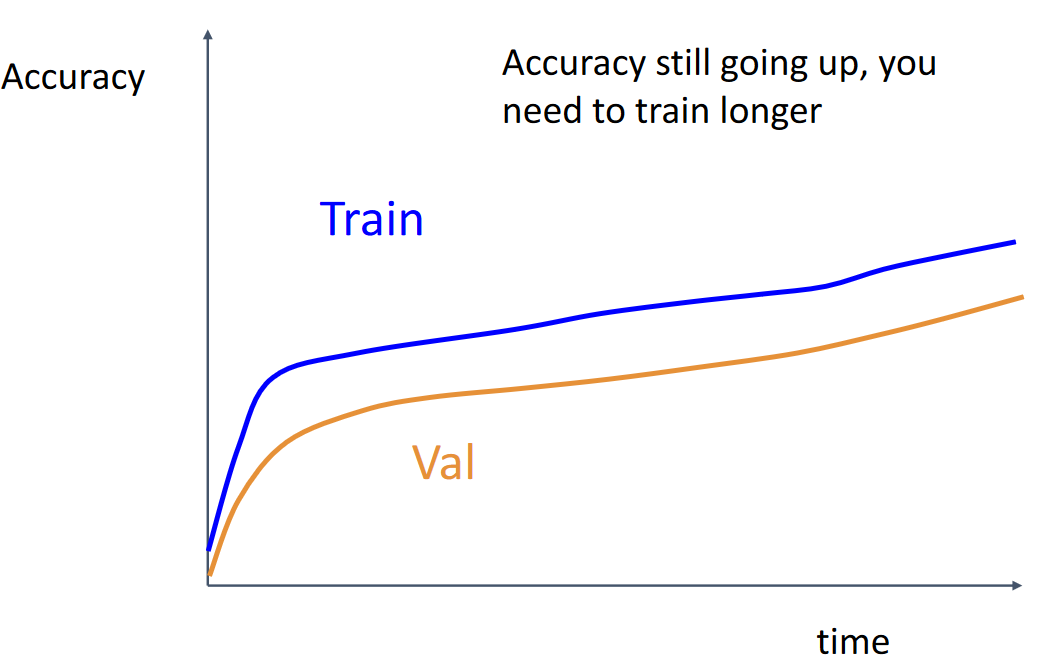 Accuracy
Accuracy still going up, you
need to train longer
Train
Val
time